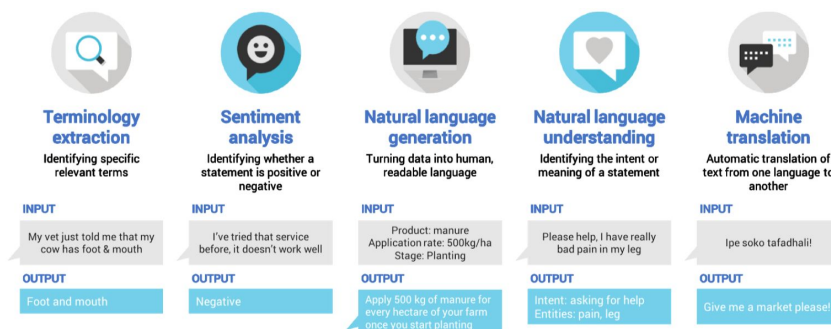 Terminology
extraction
Identifying specific
relevant terms
INPUT
My vet just told me that my
cow has foot & mouth
OUTPUT
Foot and mouth
Sentiment
analysis
Identifying whether a
statement is positive or
negative
INPUT
I've tried that service
before, it doesn't work well
OUTPUT
Negative
Natural language
generation
Turning data into human,
readable language
INPUT
Product: manure
Application rate: 500kg/ha
Stage: Planting
OUTPUT
Apply 500 kg of manure for
every hectare of your farm
once you start planting
Natural language
understanding
Identifying the intent or
meaning of a statement
INPUT
Please help, I have really
bad pain in my leg
OUTPUT
Intent: asking for help
Entities: pain, leg
Machine
translation
Automatic translation of
text from one language to
another
INPUT
Ipe soko tafadhali!
OUTPUT
Give me a market please!